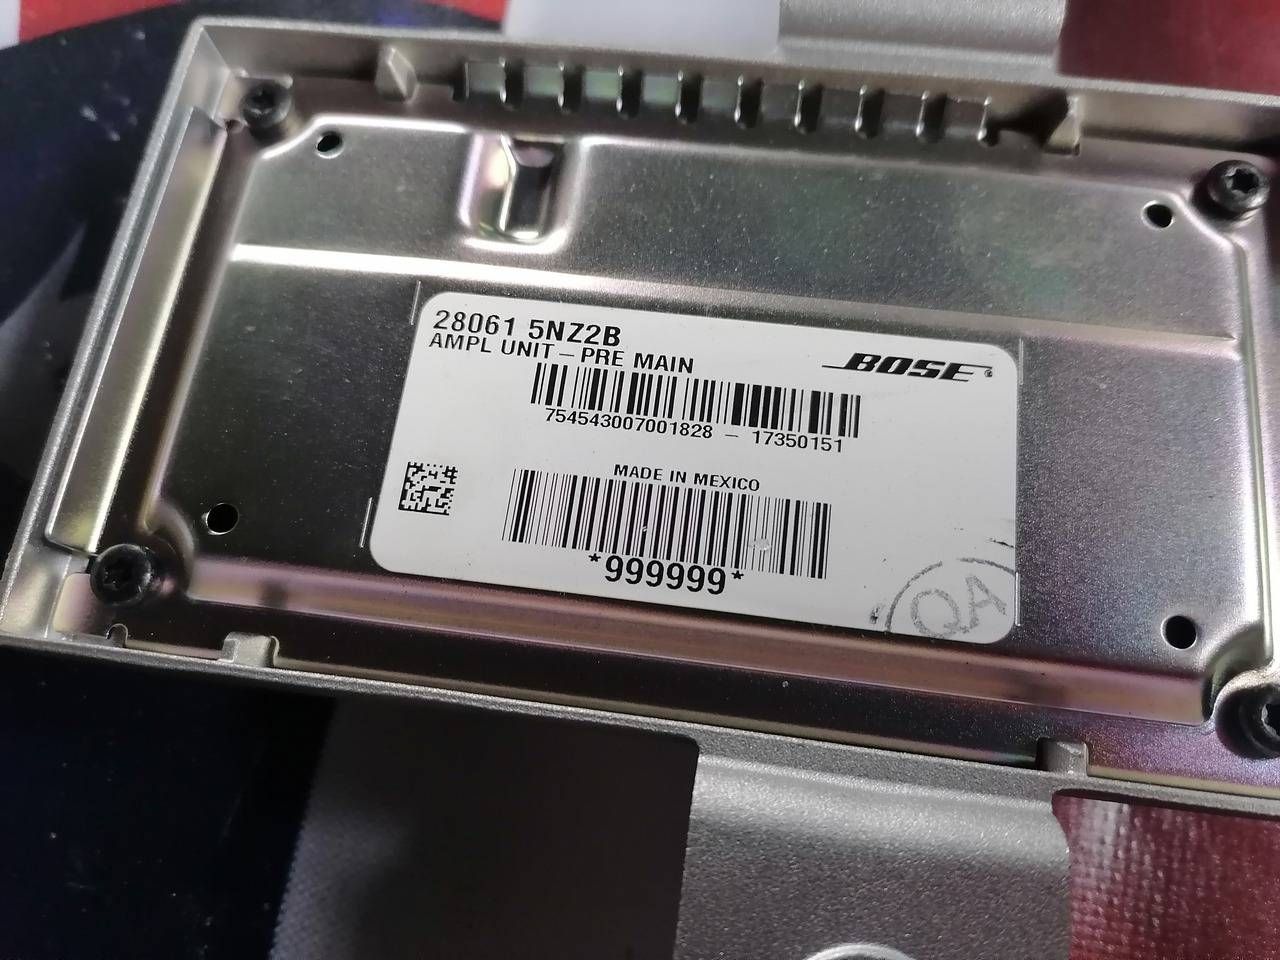 28061 5NZ2B
AMPL UNIT – PRE MAIN
BOSE®
754543007001828 – 17350151
MADE IN MEXICO
*999999*
QA